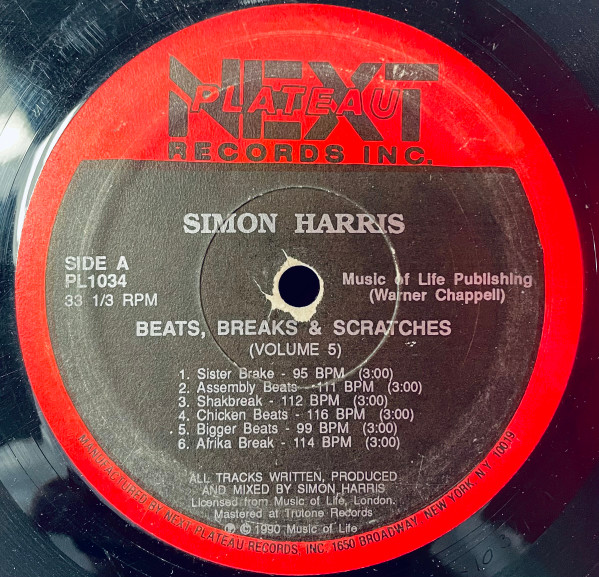 NEXT
PLATEAU
RECORDS INC.
SIMON HARRIS
SIDE A
PL1034
33 1/3 RPM
Music of Life Publishing
(Warner Chappell)
BEATS, BREAKS & SCRATCHES
(VOLUME 5)
1. Sister Brake - 95 BPM (3:00)
2. Assembly Beats - 111 BPM (3:00)
3. Shakbreak - 112 BPM (3:00)
4. Chicken Beats - 116 BPM (3:00)
5. Bigger Beats - 99 BPM (3:00)
6. Afrika Break - 114 BPM (3:00)
ALL TRACKS WRITTEN, PRODUCED
AND MIXED BY SIMON HARRIS
Licensed from Music of Life, London.
Mastered at Trutone Records
℗ © 1990 Music of Life
MANUFACTURED BY NEXT PLATEAU RECORDS, INC. 1650 BROADWAY, NEW YORK, N.Y. 10019